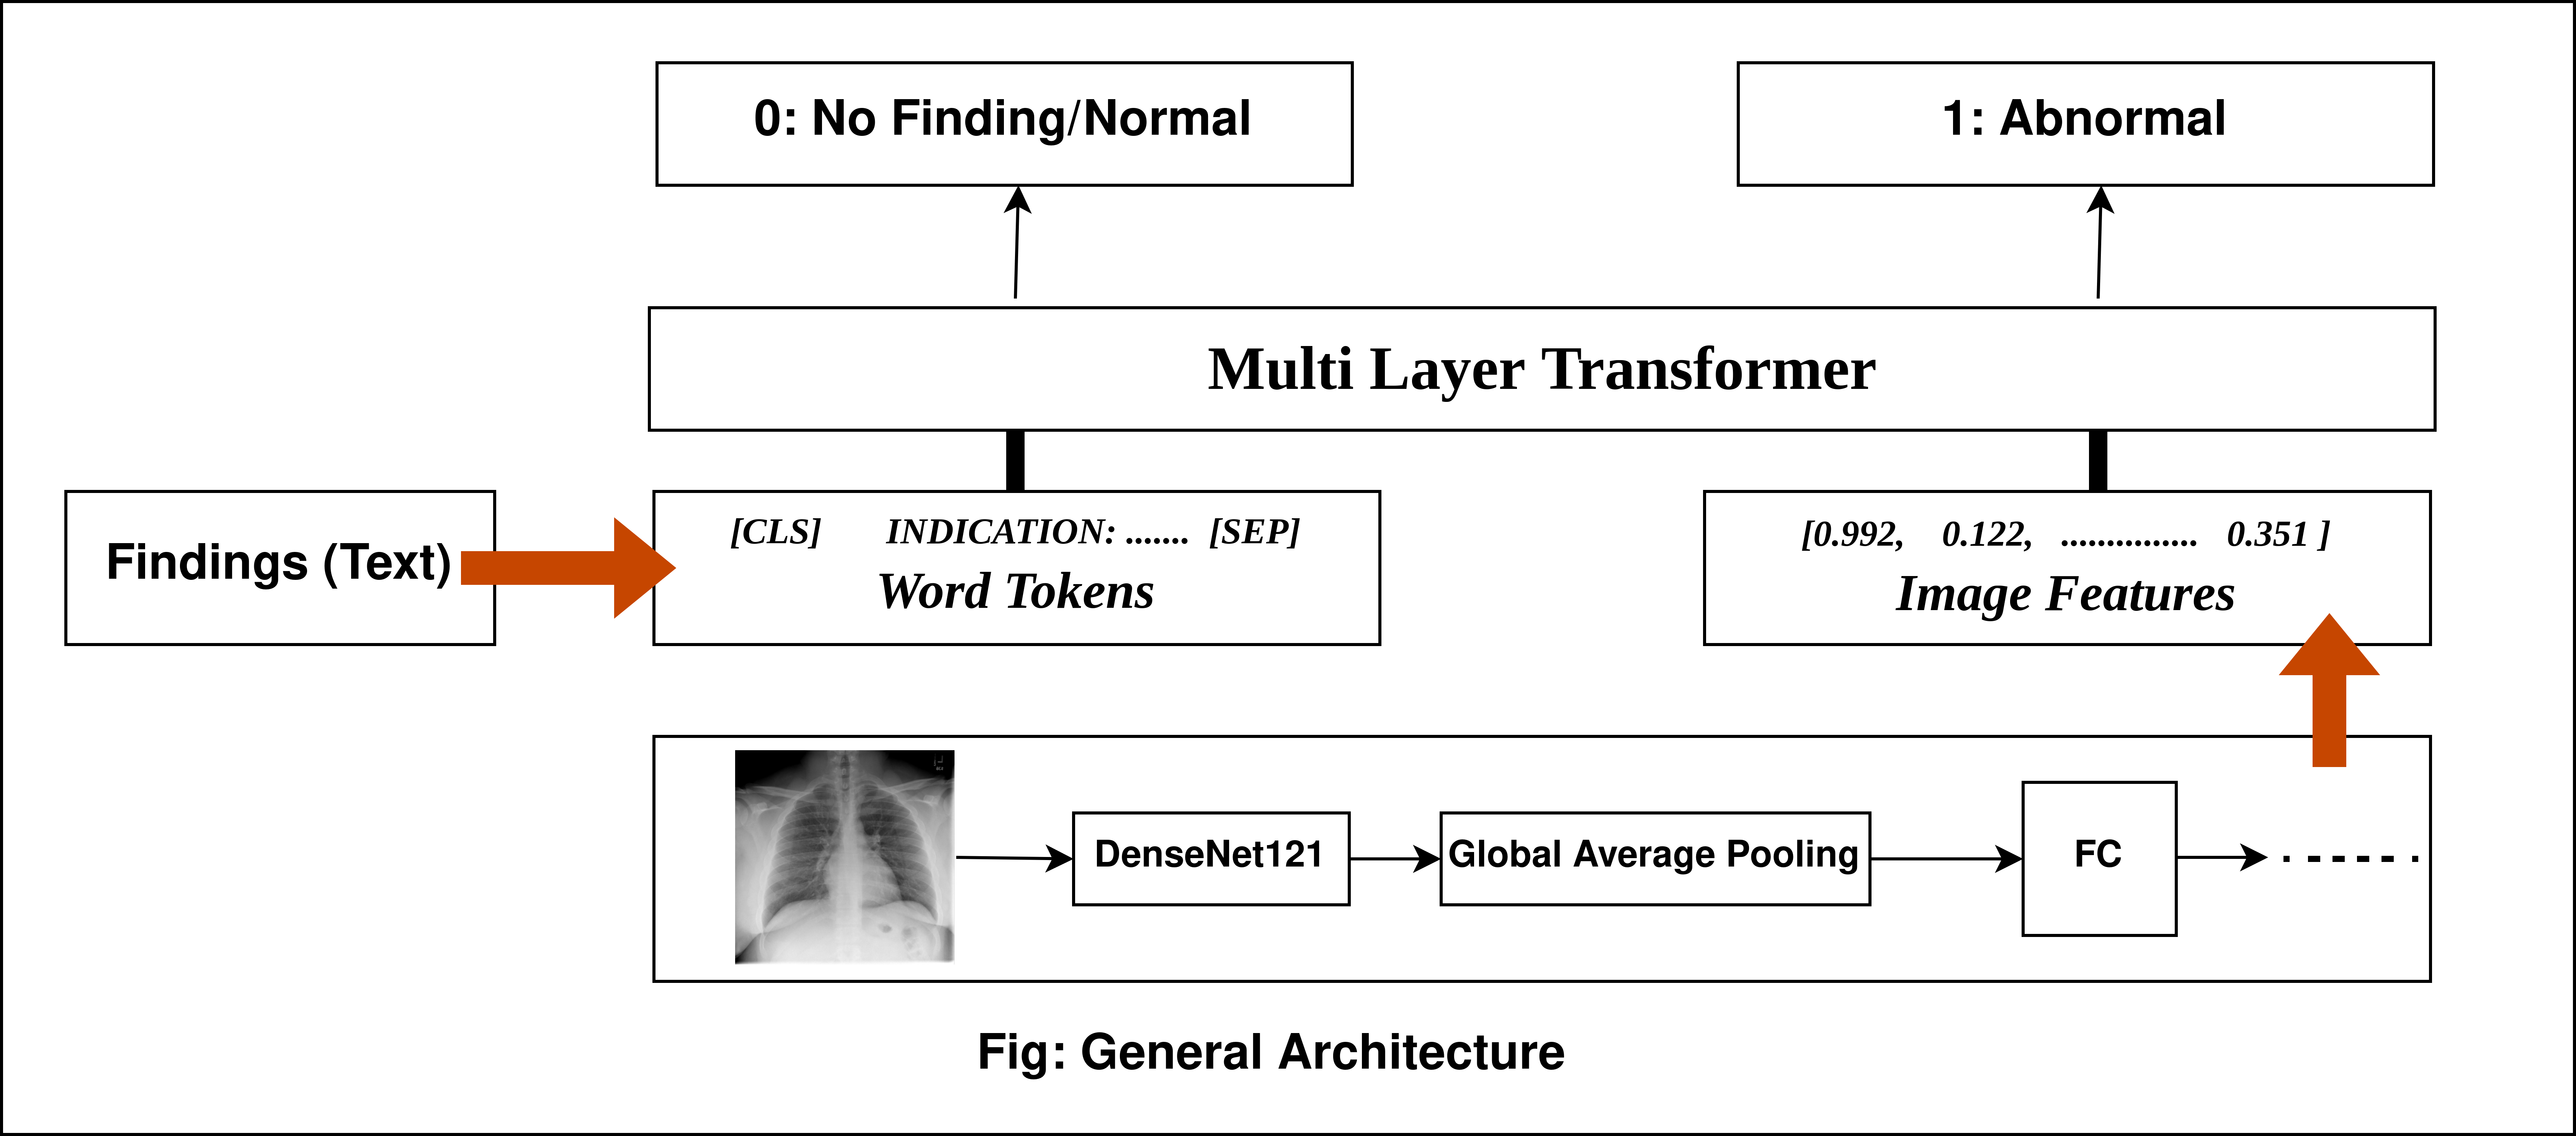 0: No Finding/Normal
1: Abnormal
Multi Layer Transformer
Findings (Text)
[CLS] INDICATION: ....... [SEP]
Word Tokens
[0.992, 0.122, ............... 0.351 ]
Image Features
DenseNet121
Global Average Pooling
FC
Fig: General Architecture